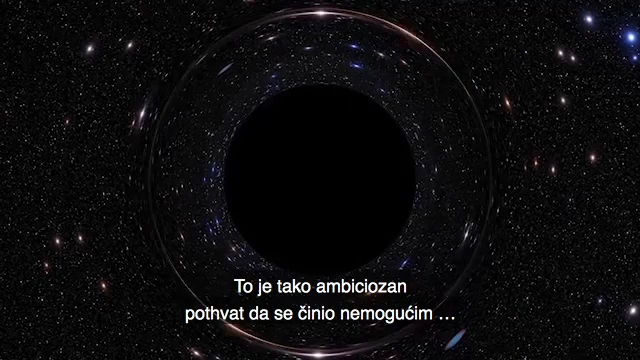 To je tako ambiciozan
pothvat da se činio nemogućim …